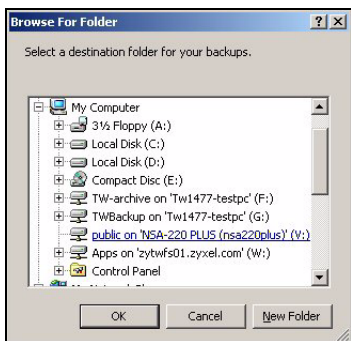 Browse For Folder
Select a destination folder for your backups.
My Computer
3½ Floppy (A:)
Local Disk (C:)
Local Disk (D:)
Compact Disc (E:)
TW-archive on 'Tw1477-testpc' (F:)
TWBackup on 'Tw1477-testpc' (G:)
public on 'NSA-220 PLUS (nsa220plus)' (V:)
Apps on 'zytwfs01.zyxel.com' (W:)
Control Panel
OK
Cancel
New Folder